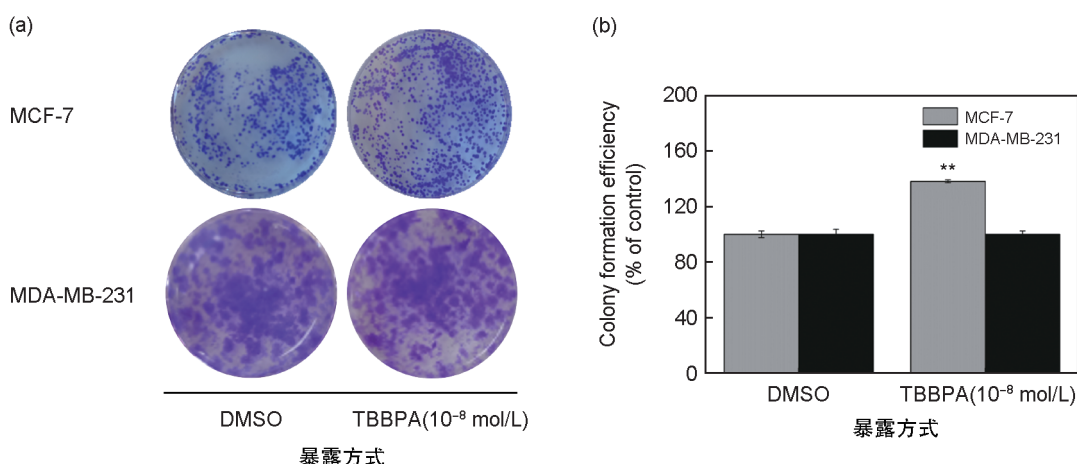 (a)
MCF-7
MDA-MB-231
DMSO
TBBPA(10⁻⁸ mol/L)
暴露方式
(b)
Colony formation efficiency
(% of control)
200
160
120
80
40
0
MCF-7
MDA-MB-231
**
DMSO
TBBPA(10⁻⁸ mol/L)
暴露方式